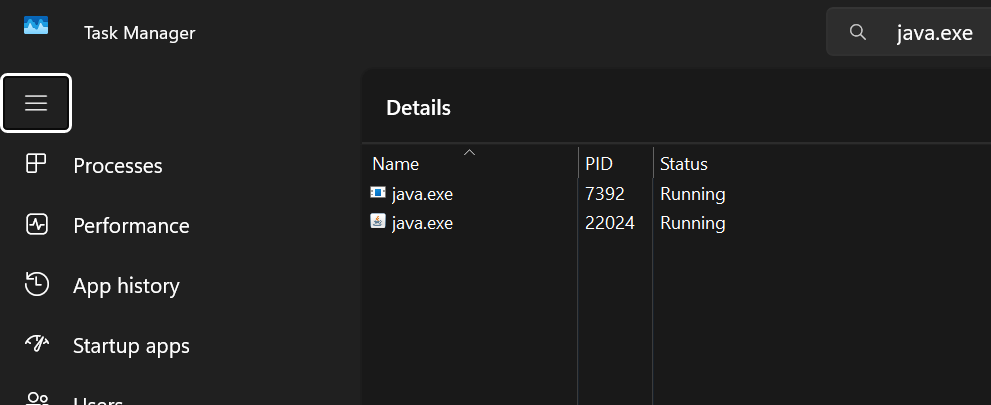 Task Manager
java.exe
Details
Processes
Performance
App history
Startup apps
Users
Name PID Status
java.exe 7392 Running
java.exe 22024 Running